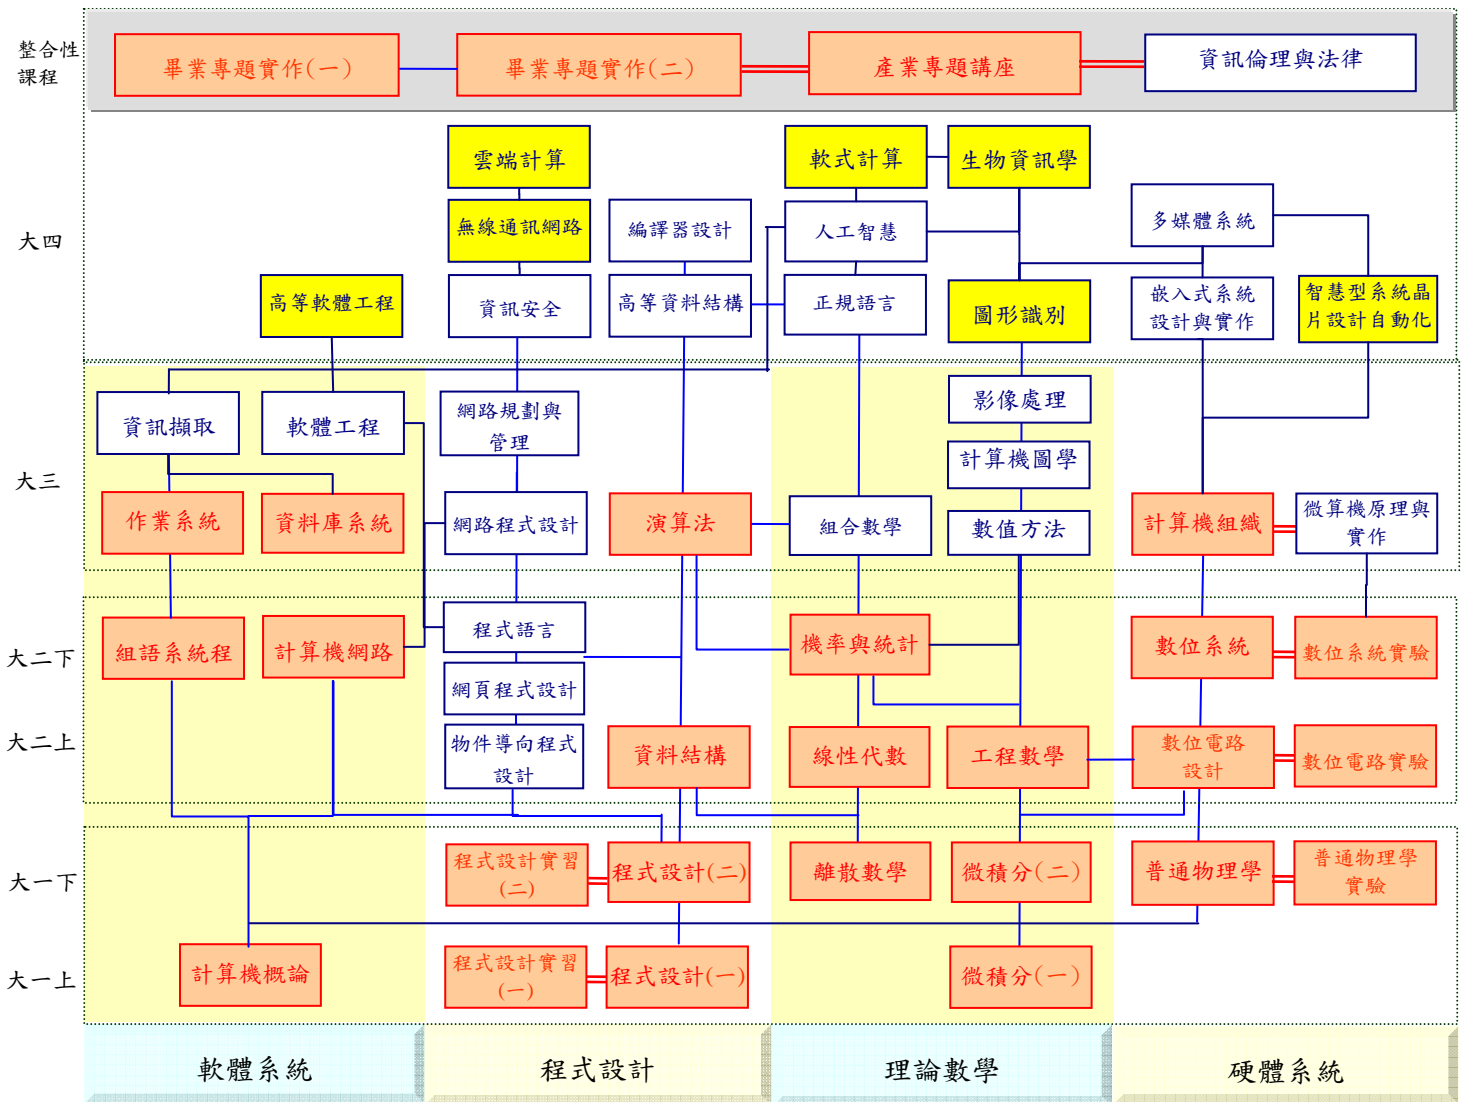 整合性
課程
畢業專題實作(一)
畢業專題實作(二)
產業專題講座
資訊倫理與法律
大四
雲端計算
軟式計算
生物資訊學
無線通訊網路
編譯器設計
人工智慧
多媒體系統
高等軟體工程
資訊安全
高等資料結構
正規語言
圖形識別
嵌入式系統
設計與實作
智慧型系統晶
片設計自動化
大三
資訊擷取
軟體工程
網路規劃與
管理
影像處理
計算機圖學
作業系統
資料庫系統
網路程式設計
演算法
組合數學
數值方法
計算機組織
微算機原理與
實作
大二下
組語系統程
計算機網路
程式語言
機率與統計
數位系統
數位系統實驗
網頁程式設計
大二上
物件導向程式
設計
資料結構
線性代數
工程數學
數位電路
設計
數位電路實驗
大一下
程式設計實習
(二)
程式設計(二)
離散數學
微積分(二)
普通物理學
普通物理學
實驗
大一上
計算機概論
程式設計實習
(一)
程式設計(一)
微積分(一)
軟體系統
程式設計
理論數學
硬體系統